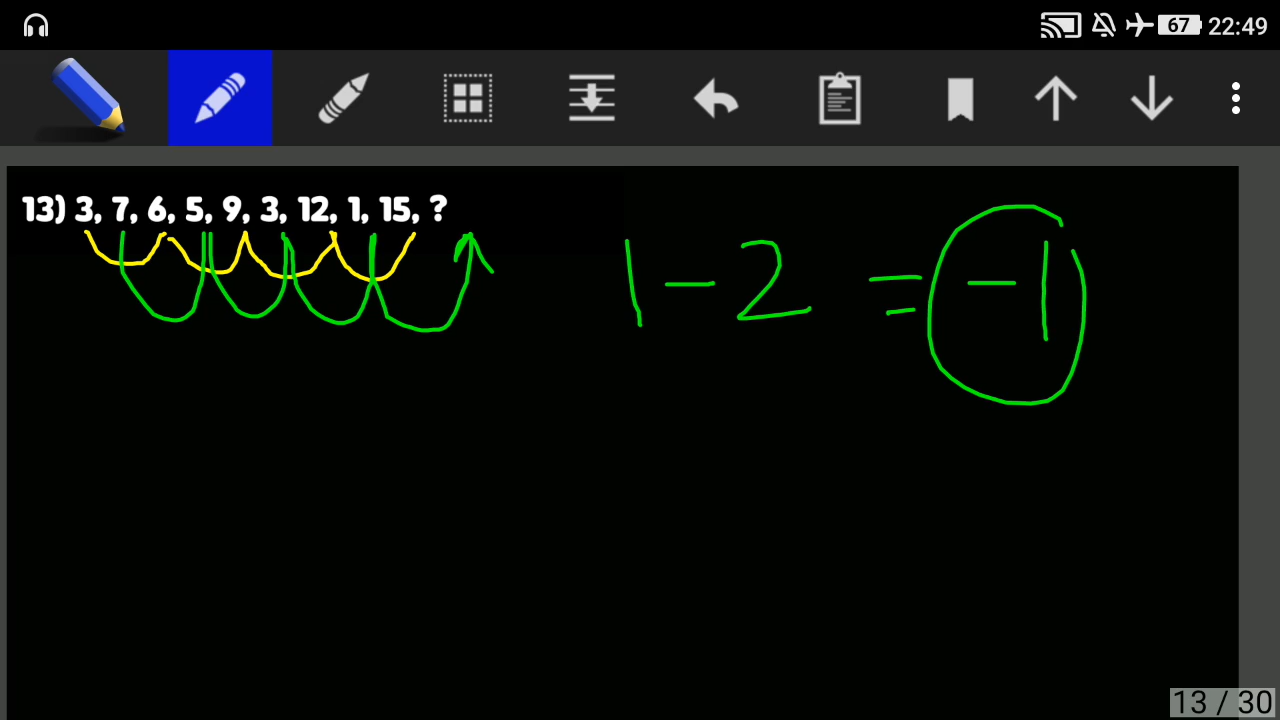 67 22:49
13) 3, 7, 6, 5, 9, 3, 12, 1, 15, ?
1 - 2 = -1
13 / 30